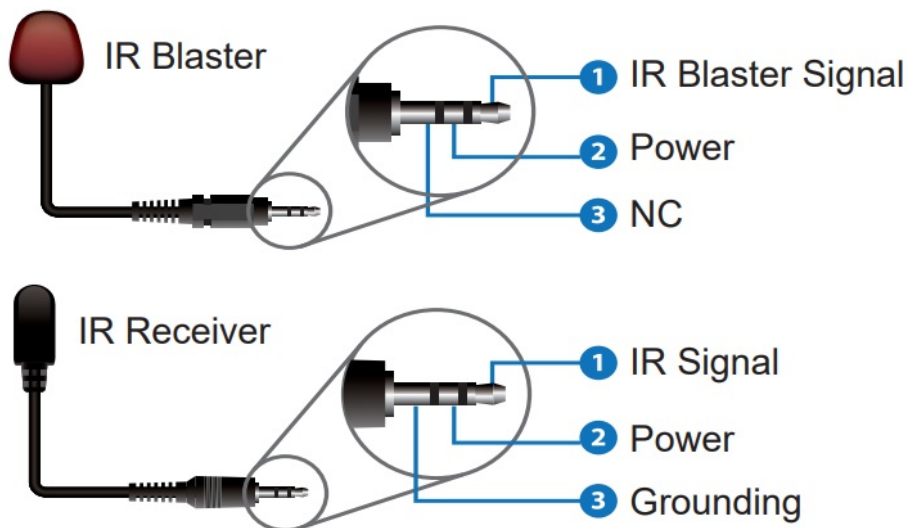 IR Blaster
1 IR Blaster Signal
2 Power
3 NC
IR Receiver
1 IR Signal
2 Power
3 Grounding